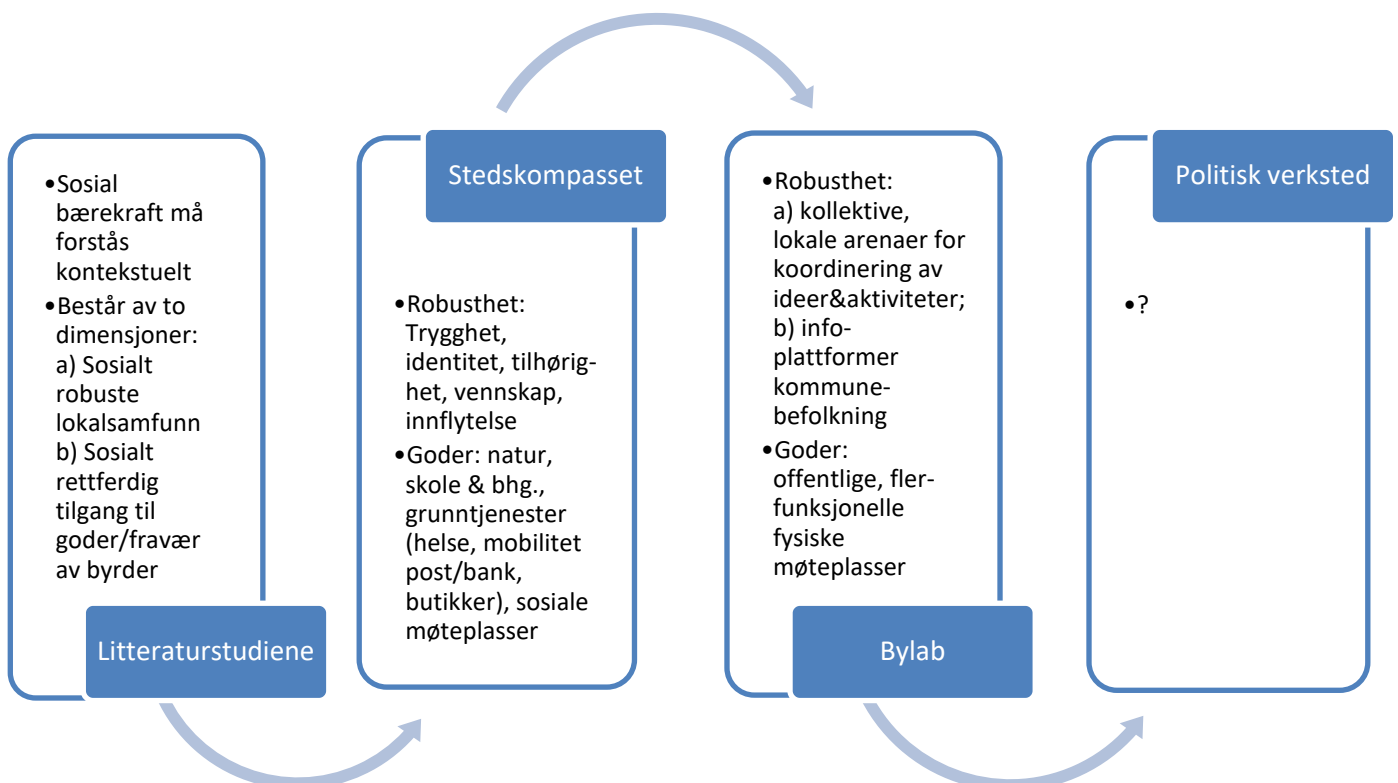 •Sosial
bærekraft må
forstås
kontekstuelt
•Består av to
dimensjoner:
a) Sosialt
robuste
lokalsamfunn
b) Sosialt
rettferdig
tilgang til
goder/fravær
av byrder
Litteraturstudiene
Stedskompasset
•Robusthet:
Trygghet,
identitet, tilhørig-
het, vennskap,
innflytelse
•Goder: natur,
skole & bhg.,
grunntjenester
(helse, mobilitet
post/bank,
butikker), sosiale
møteplasser
•Robusthet:
a) kollektive,
lokale arenaer for
koordinering av
ideer&aktiviteter;
b) info-
plattformer
kommune-
befolkning
•Goder:
offentlige, fler-
funksjonelle
fysiske
møteplasser
Bylab
Politisk verksted
•?